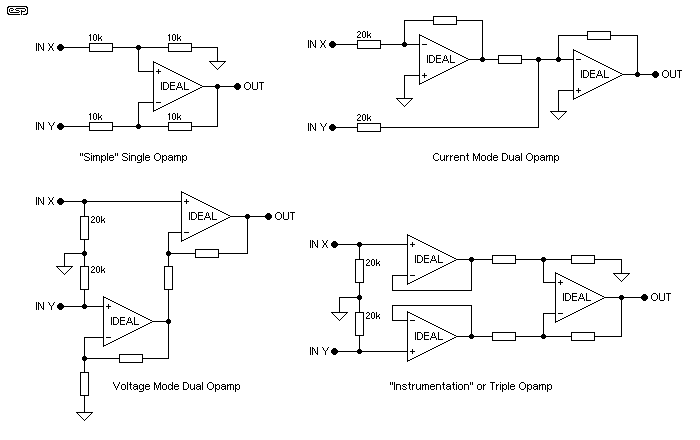 esp
IN X
10k
10k
+
IDEAL
−
OUT
IN Y
10k
10k
"Simple" Single Opamp
IN X
20k
−
IDEAL
+
−
IDEAL
+
OUT
IN Y
20k
Current Mode Dual Opamp
IN X
+
IDEAL
−
OUT
20k
20k
IN Y
+
IDEAL
−
Voltage Mode Dual Opamp
IN X
+
IDEAL
−
20k
20k
−
IDEAL
+
IN Y
+
IDEAL
−
OUT
"Instrumentation" or Triple Opamp